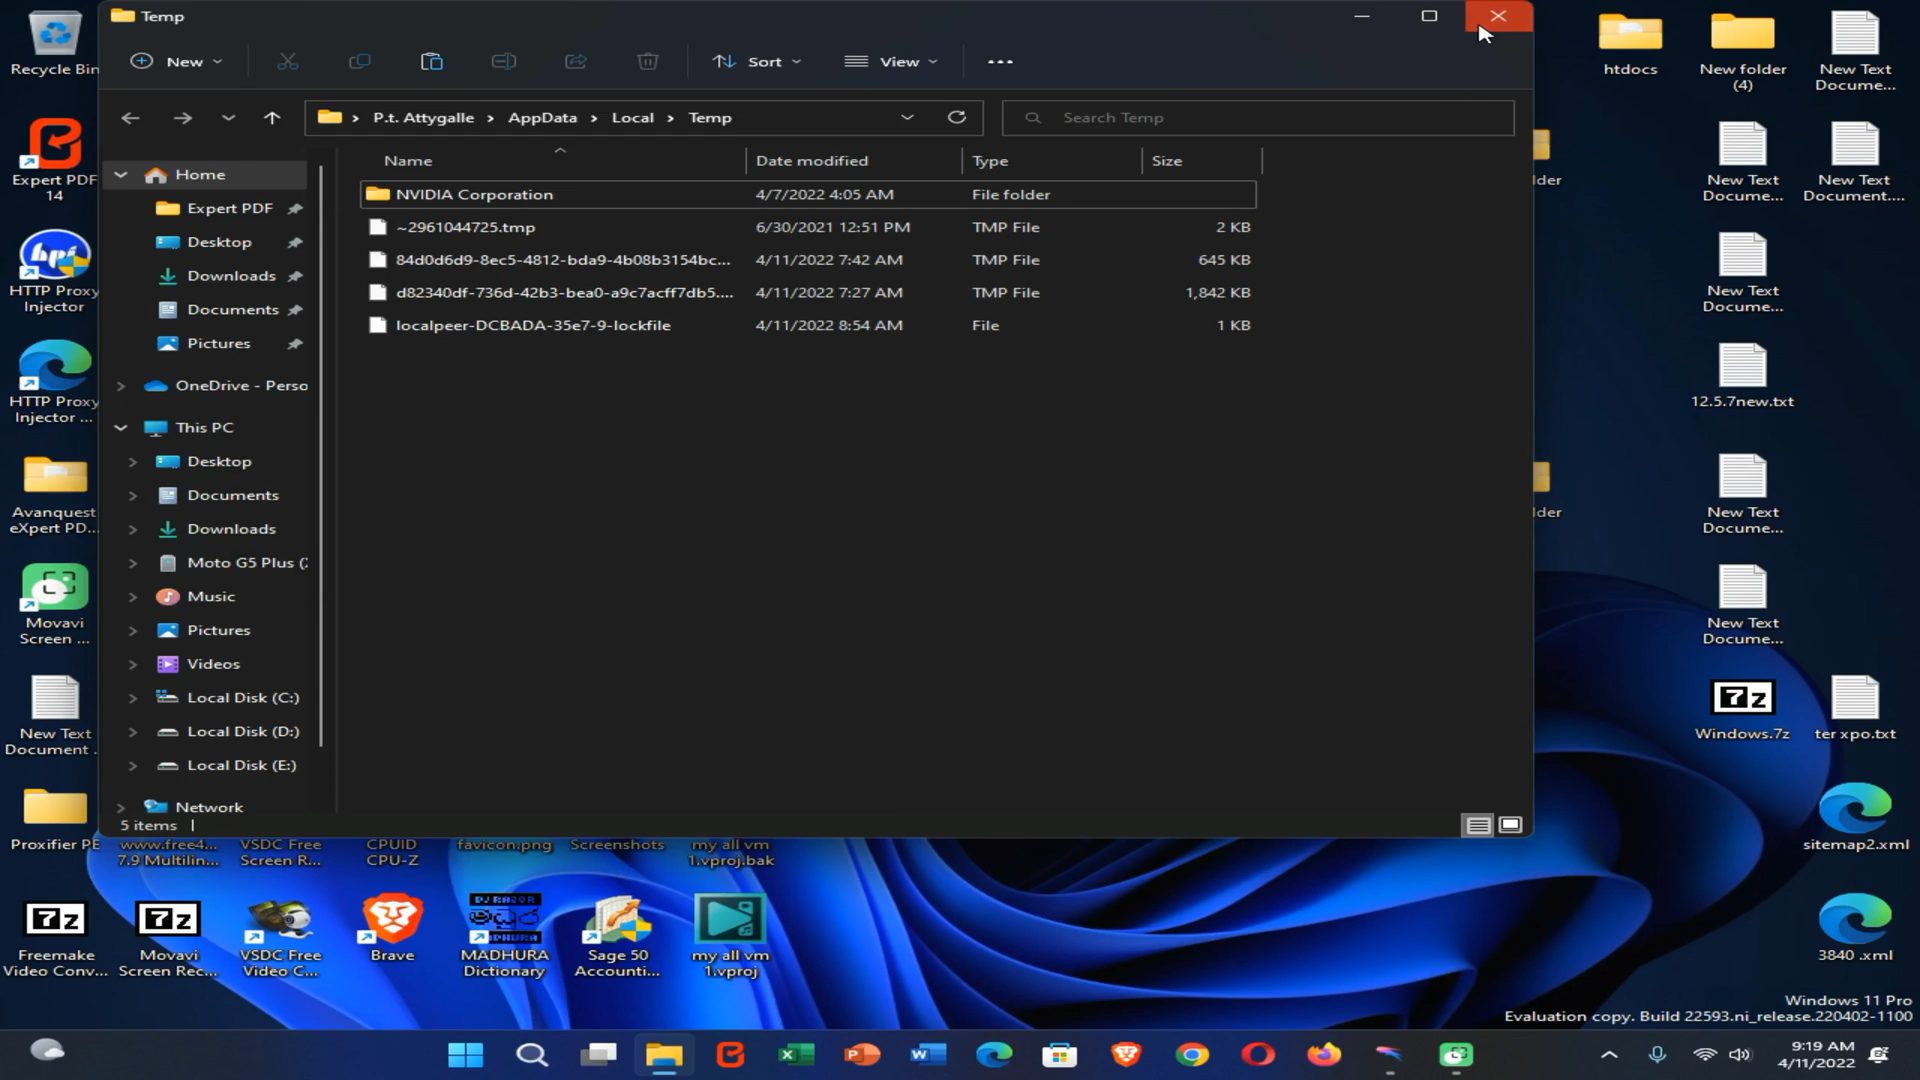 Temp
New
Sort
View
P.t. Attygalle
AppData
Local
Temp
Search Temp
Name
Date modified
Type
Size
NVIDIA Corporation
4/7/2022 4:05 AM
File folder
~2961044725.tmp
6/30/2021 12:51 PM
TMP File
2 KB
84d0d6d9-8ec5-4812-bda9-4b08b3154bc...
4/11/2022 7:42 AM
TMP File
645 KB
d82340df-736d-42b3-bea0-a9c7acff7db5....
4/11/2022 7:27 AM
TMP File
1,842 KB
localpeer-DCBADA-35e7-9-lockfile
4/11/2022 8:54 AM
File
1 KB
Home
Expert PDF
Desktop
Downloads
Documents
Pictures
OneDrive - Perso
This PC
Desktop
Documents
Downloads
Moto G5 Plus (
Music
Pictures
Videos
Local Disk (C:)
Local Disk (D:)
Local Disk (E:)
Network
5 items
Recycle Bin
Expert PDF
14
HTTP Proxy
Injector
HTTP Proxy
Injector ...
Avanquest
eXpert PD...
Movavi
Screen ...
New Text
Document .
Proxifier PE
www.free4...
7.9 Multilin...
VSDC Free
Screen R...
CPUID
CPU-Z
favicon.png
Screenshots
my all vm
1.vproj.bak
Freemake
Video Conv...
Movavi
Screen Rec...
VSDC Free
Video C...
Brave
MADHURA
Dictionary
Sage 50
Accounti...
my all vm
1.vproj
htdocs
New folder
(4)
New Text
Docume...
lder
New Text
Docume...
New Text
Document....
New Text
Docume...
12.5.7new.txt
lder
New Text
Docume...
New Text
Docume...
Windows.7z
ter xpo.txt
sitemap2.xml
3840 .xml
Windows 11 Pro
Evaluation copy. Build 22593.ni_release.220402-1100
9:19 AM
4/11/2022